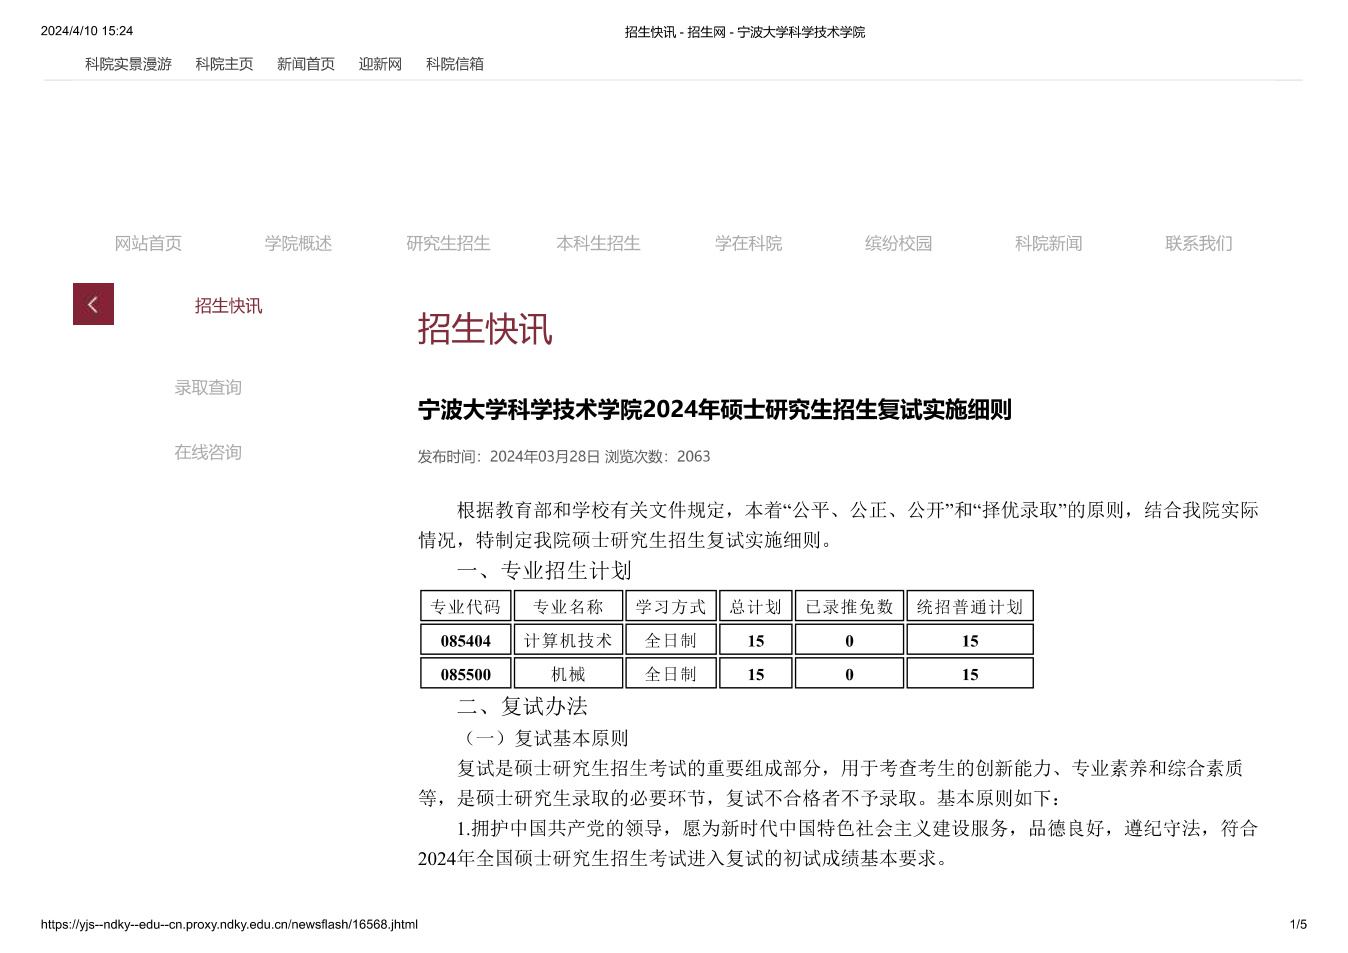 2024/4/10 15:24
招生快讯 - 招生网 - 宁波大学科学技术学院
科院实景漫游 科院主页 新闻首页 迎新网 科院信箱
网站首页 学院概述 研究生招生 本科生招生 学在科院 缤纷校园 科院新闻 联系我们
招生快讯
录取查询
在线咨询
招生快讯
宁波大学科学技术学院2024年硕士研究生招生复试实施细则
发布时间：2024年03月28日 浏览次数：2063
根据教育部和学校有关文件规定，本着“公平、公正、公开”和“择优录取”的原则，结合我院实际
情况，特制定我院硕士研究生招生复试实施细则。
一、专业招生计划
专业代码 专业名称 学习方式 总计划 已录推免数 统招普通计划
085404 计算机技术 全日制 15 0 15
085500 机械 全日制 15 0 15
二、复试办法
（一）复试基本原则
复试是硕士研究生招生考试的重要组成部分，用于考查考生的创新能力、专业素养和综合素质
等，是硕士研究生录取的必要环节，复试不合格者不予录取。基本原则如下：
1.拥护中国共产党的领导，愿为新时代中国特色社会主义建设服务，品德良好，遵纪守法，符合
2024年全国硕士研究生招生考试进入复试的初试成绩基本要求。
https://yjs--ndky--edu--cn.proxy.ndky.edu.cn/newsflash/16568.jhtml
1/5